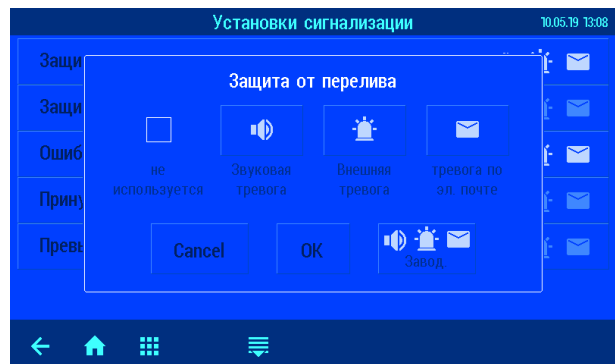 Установки сигнализации
10.05.19 13:08
Защи
Защита от перелива
Защи
Ошиб
не используется
Звуковая тревога
Внешняя тревога
тревога по эл. почте
Прину
Превы
Cancel
OK
Завод.